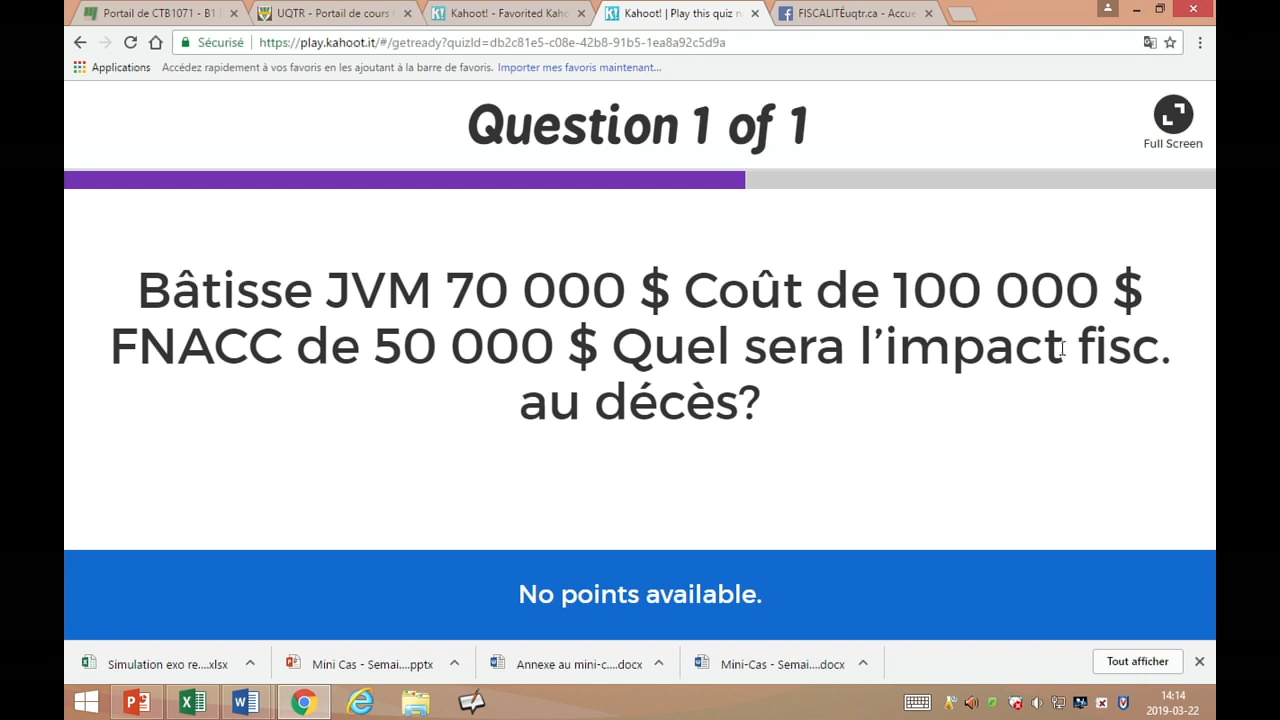 Portail de CTB1071 - B1
UQTR - Portail de cours
Kahoot! - Favorited Kah
Kahoot! | Play this quiz n
FISCALITÉuqtr.ca - Accue
Sécurisé
https://play.kahoot.it/#/getready?quizId=db2c81e5-c08e-42b8-91b5-1ea8a92c5d9a
Applications
Accédez rapidement à vos favoris en les ajoutant à la barre de favoris. Importer mes favoris maintenant...
Question 1 of 1
Full Screen
Bâtisse JVM 70 000 $ Coût de 100 000 $
FNACC de 50 000 $ Quel sera l’impact fisc.
au décès?
No points available.
Simulation exo re....xlsx
Mini Cas - Semai....pptx
Annexe au mini-c....docx
Mini-Cas - Semai....docx
Tout afficher
14:14
2019-03-22